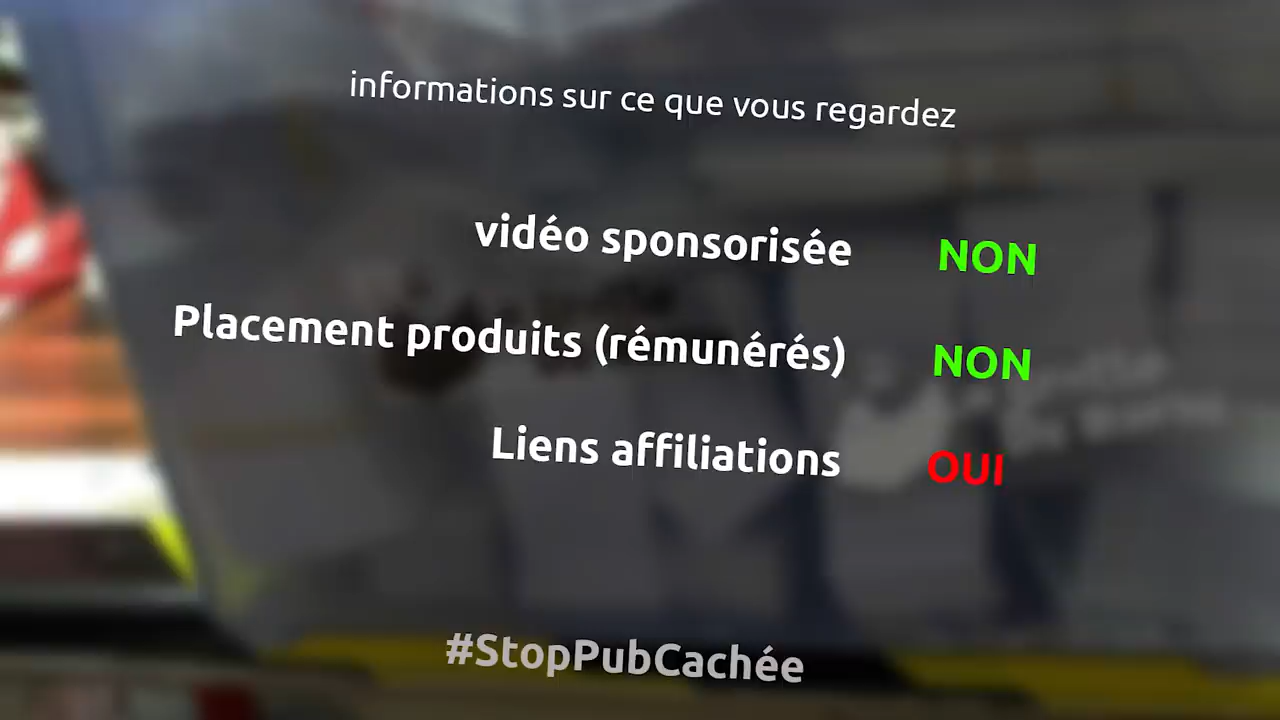 informations sur ce que vous regardez
vidéo sponsorisée NON
Placement produits (rémunérés) NON
Liens affiliations OUI
#StopPubCachée